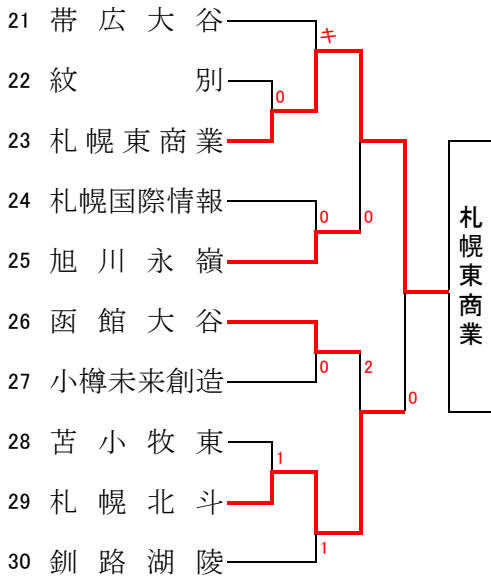 21 帯広大谷
キ
22 紋別
0
23 札幌東商業
24 札幌国際情報
0 0
25 旭川永嶺
札幌東商業
26 函館大谷
0 2
27 小樽未来創造
0
28 苫小牧東
1
29 札幌北斗
1
30 釧路湖陵